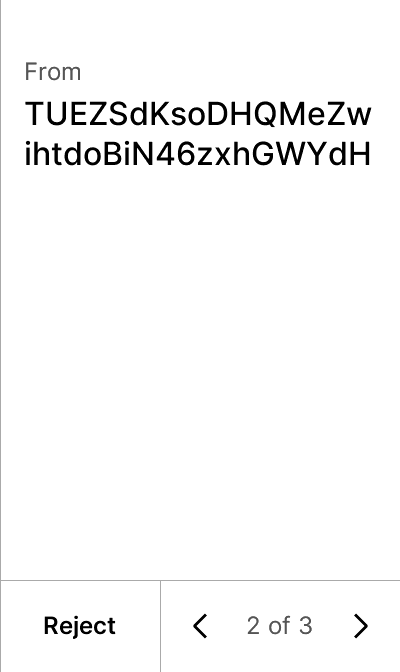 From
TUEZSdKsoDHQMeZw
ihtdoBiN46zxhGWYdH
Reject
2 of 3